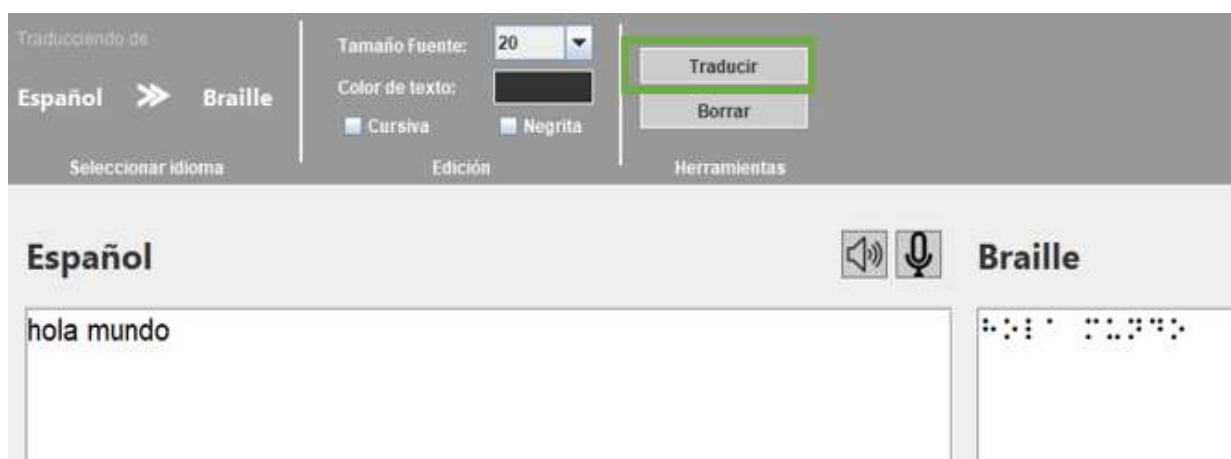 Traducciendo de
Español >> Braille
Seleccionar idioma
Tamaño Fuente: 20
Color de texto:
Cursiva Negrita
Edición
Traducir
Borrar
Herramientas
Español
Braille
hola mundo
⠓⠕⠇⠁ ⠍⠥⠝⠙⠕